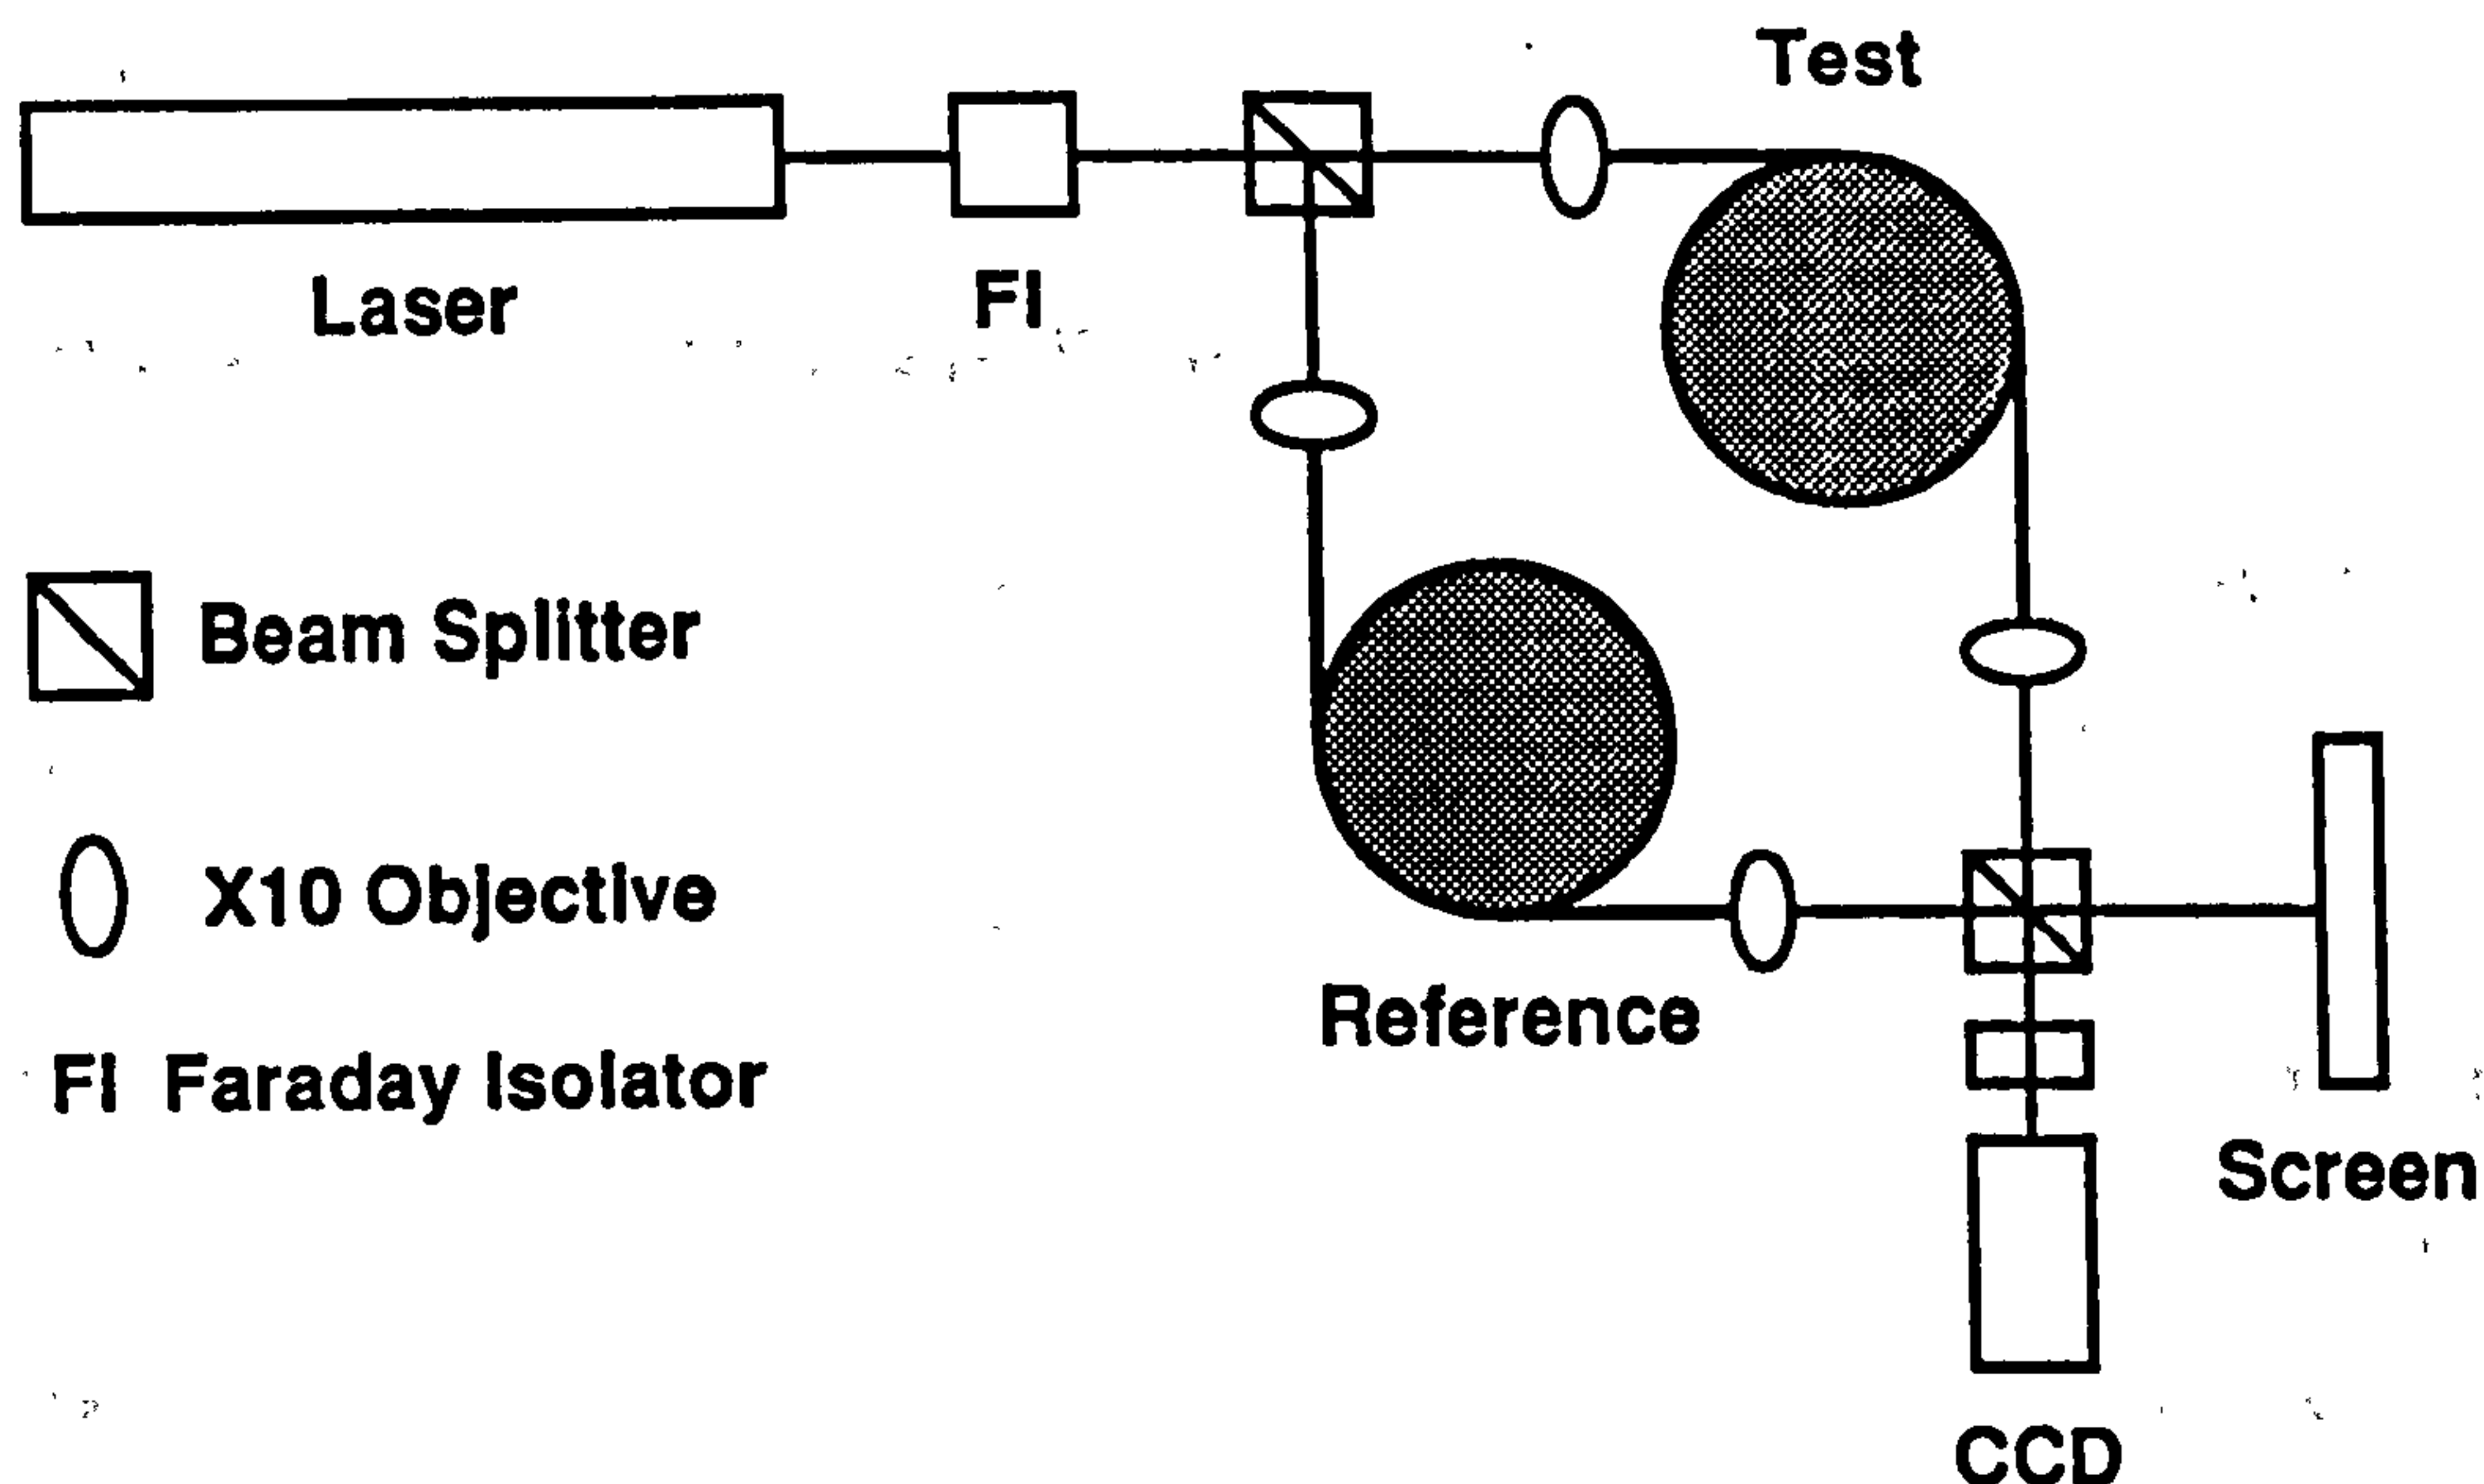 Test
Laser
FI
Beam Splitter
X10 Objective
Reference
FI Faraday Isolator
Screen
CCD